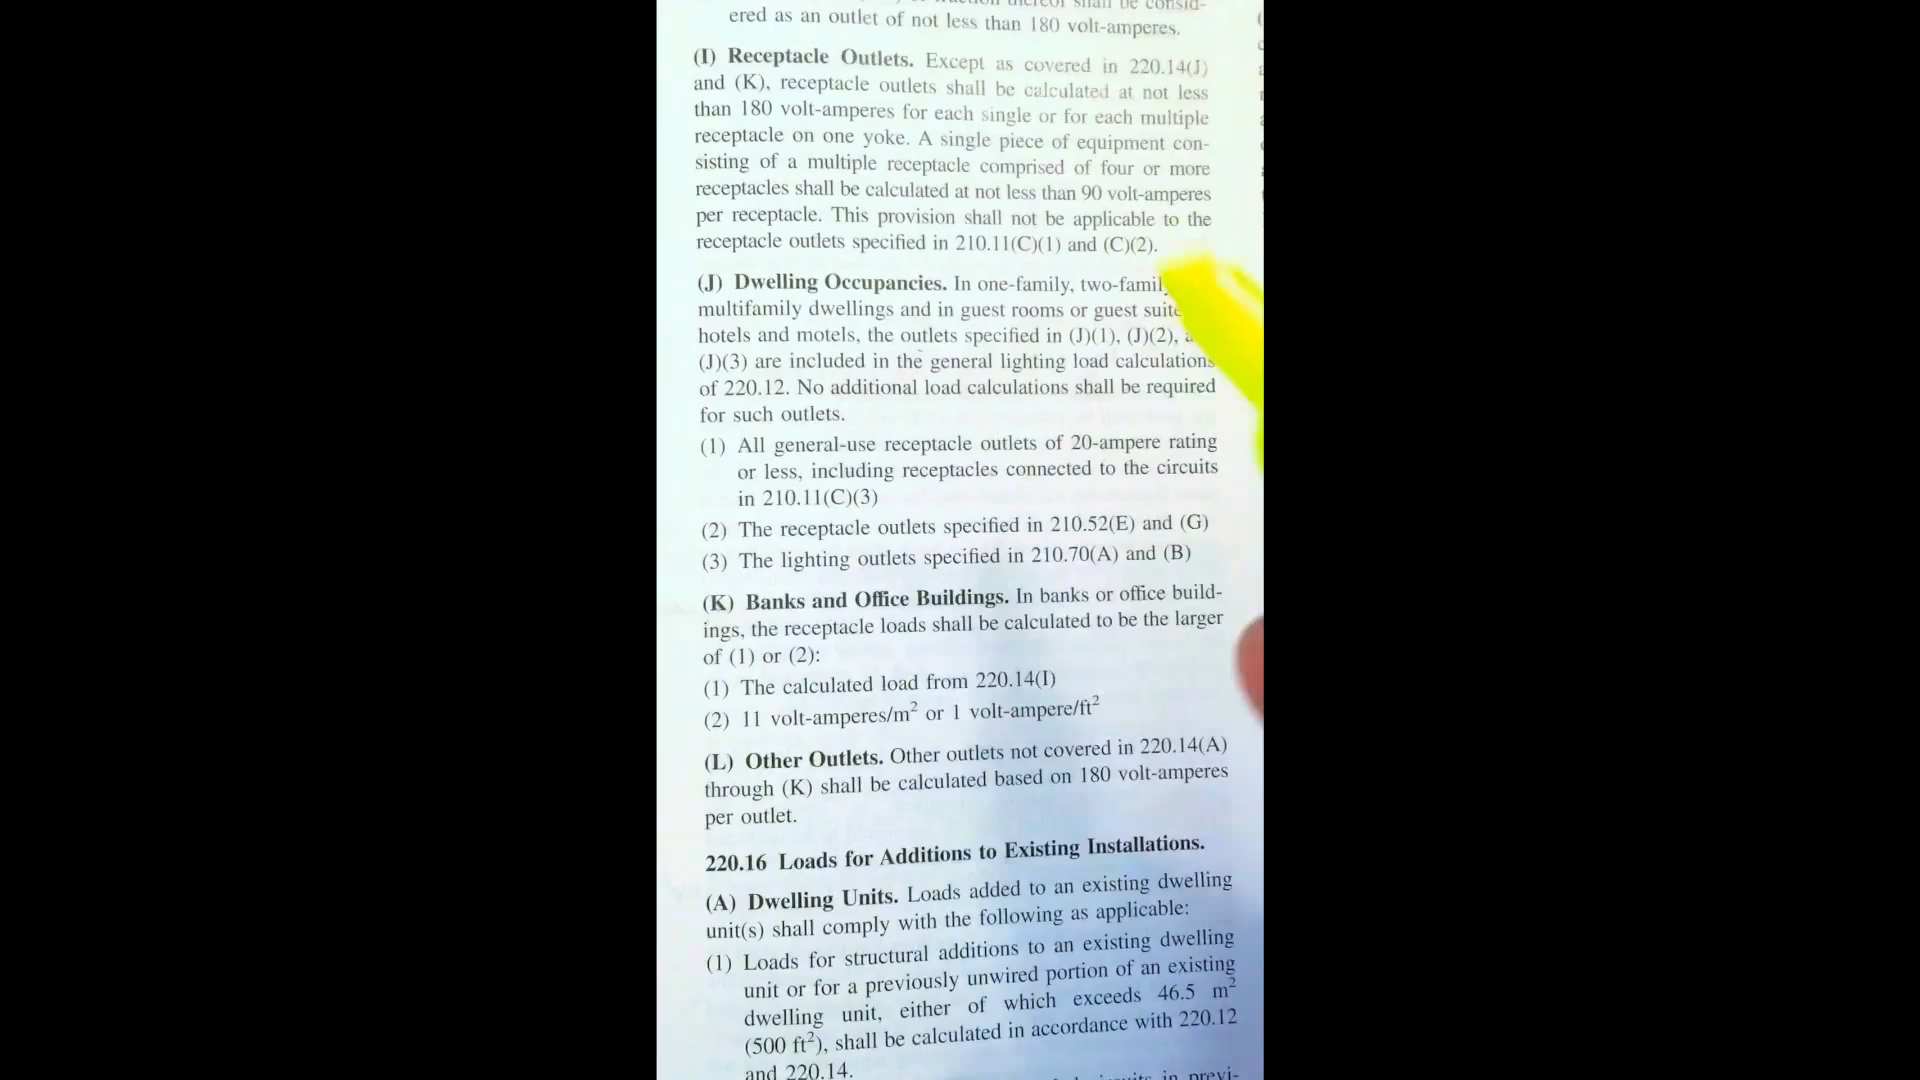 shall be consid-
ered as an outlet of not less than 180 volt-amperes.
(I) Receptacle Outlets. Except as covered in 220.14(J)
and (K), receptacle outlets shall be calculated at not less
than 180 volt-amperes for each single or for each multiple
receptacle on one yoke. A single piece of equipment con-
sisting of a multiple receptacle comprised of four or more
receptacles shall be calculated at not less than 90 volt-amperes
per receptacle. This provision shall not be applicable to the
receptacle outlets specified in 210.11(C)(1) and (C)(2).
(J) Dwelling Occupancies. In one-family,
multifamily dwellings and in guest rooms or guest
hotels and motels, the outlets specified in (J)(1), (J)(2),
(J)(3) are included in the general lighting load calculations
of 220.12. No additional load calculations shall be required
for such outlets.
(1) All general-use receptacle outlets of 20-ampere rating
or less, including receptacles connected to the circuits
in 210.11(C)(3)
(2) The receptacle outlets specified in 210.52(E) and (G)
(3) The lighting outlets specified in 210.70(A) and (B)
(K) Banks and Office Buildings. In banks or office build-
ings, the receptacle loads shall be calculated to be the larger
of (1) or (2):
(1) The calculated load from 220.14(I)
(2) 11 volt-amperes/m² or 1 volt-ampere/ft²
(L) Other Outlets. Other outlets not covered in 220.14(A)
through (K) shall be calculated based on 180 volt-amperes
per outlet.
220.16 Loads for Additions to Existing Installations.
(A) Dwelling Units. Loads added to an existing dwelling
unit(s) shall comply with the following as applicable:
(1) Loads for structural additions to an existing dwelling
unit or for a previously unwired portion of an existing
dwelling unit, either of which exceeds 46.5 m²
(500 ft²), shall be calculated in accordance with 220.12
and 220.14.
in previ-